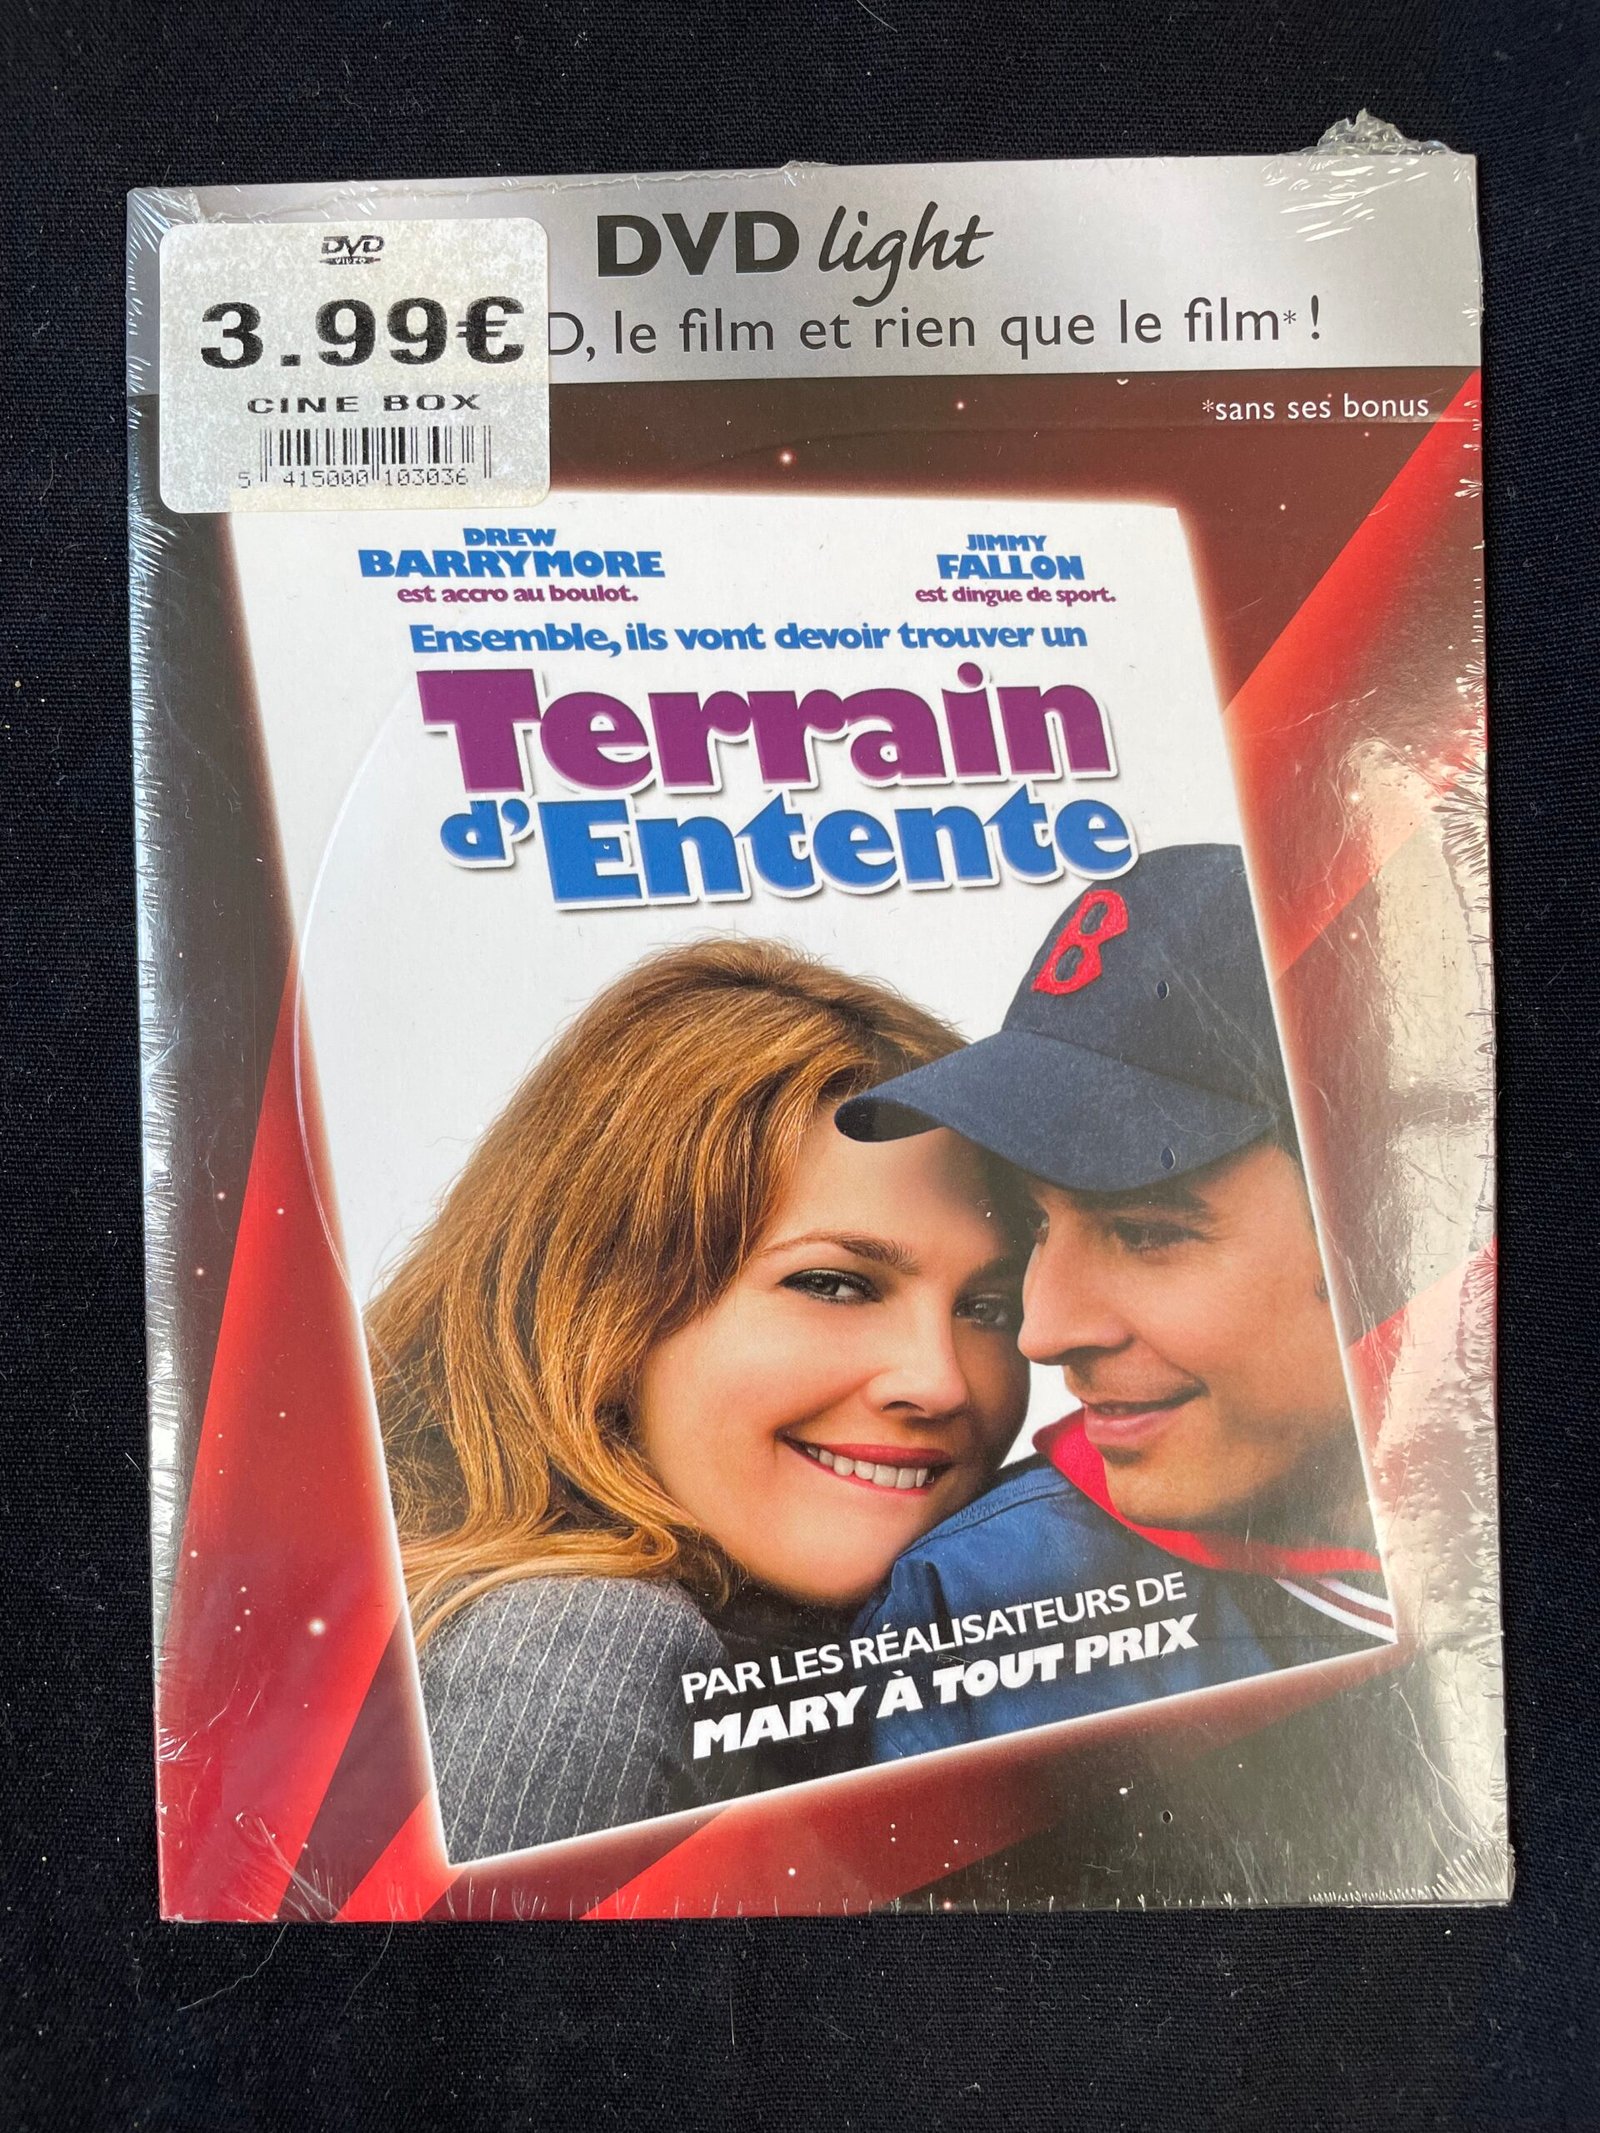 DVD light
DVD
VIDEO
3.99€
D, le film et rien que le film* !
CINE BOX
*sans ses bonus
5 415000 103036
DREW
BARRYMORE
est accro au boulot.
JIMMY
FALLON
est dingue de sport.
Ensemble, ils vont devoir trouver un
Terrain
d'Entente
B
PAR LES RÉALISATEURS DE
MARY À TOUT PRIX